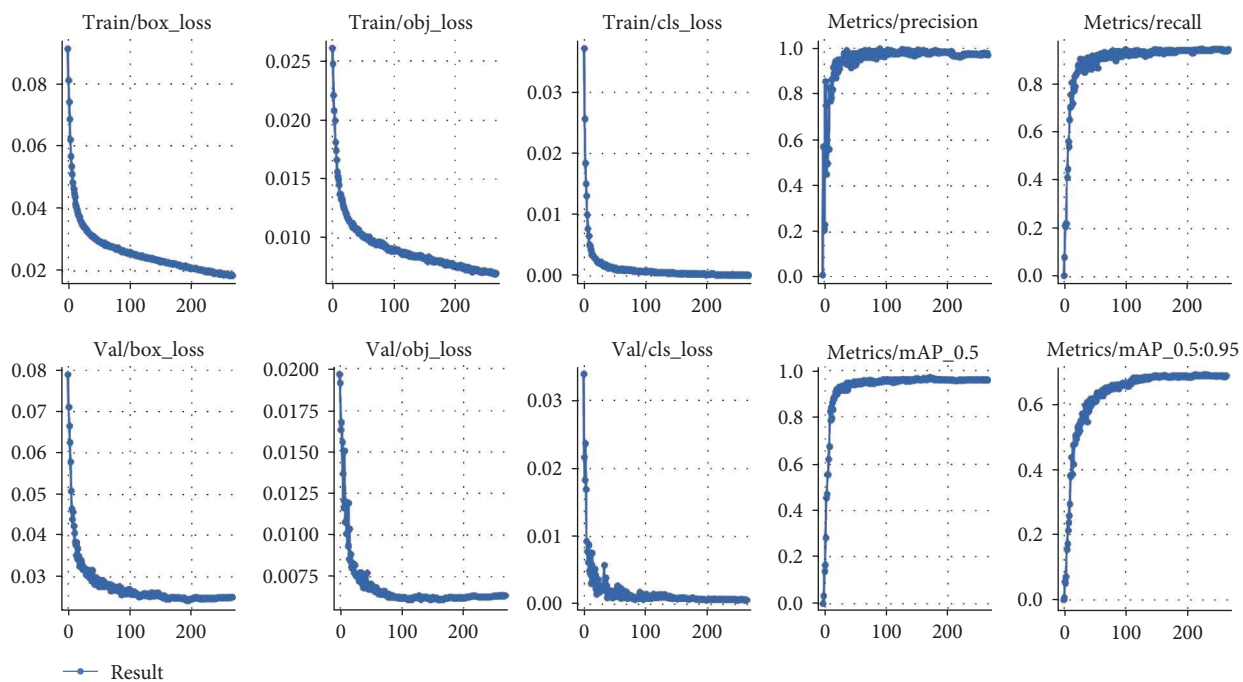 Train/box_loss
0.08
0.06
0.04
0.02
0 100 200
Train/obj_loss
0.025
0.020
0.015
0.010
0 100 200
Train/cls_loss
0.03
0.02
0.01
0.00
0 100 200
Metrics/precision
1.0
0.8
0.6
0.4
0.2
0.0
0 100 200
Metrics/recall
0.8
0.6
0.4
0.2
0.0
0 100 200
Val/box_loss
0.08
0.07
0.06
0.05
0.04
0.03
0 100 200
Val/obj_loss
0.0200
0.0175
0.0150
0.0125
0.0100
0.0075
0 100 200
Val/cls_loss
0.03
0.02
0.01
0.00
0 100 200
Metrics/mAP_0.5
1.0
0.8
0.6
0.4
0.2
0.0
0 100 200
Metrics/mAP_0.5:0.95
0.6
0.4
0.2
0.0
0 100 200
Result